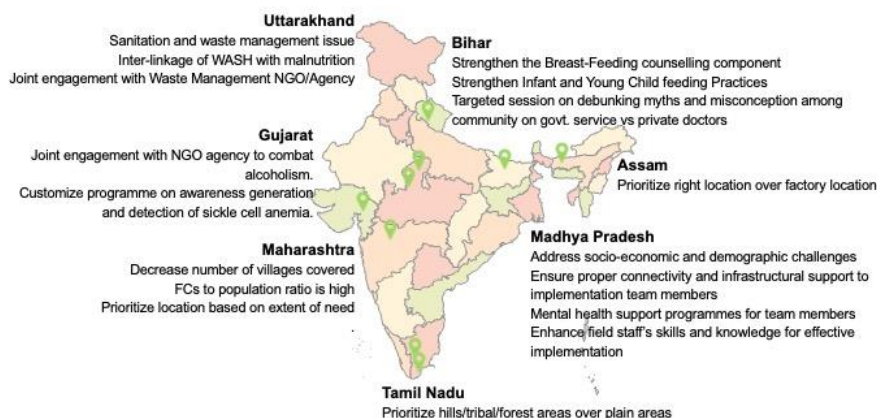 Uttarakhand
Sanitation and waste management issue
Inter-linkage of WASH with malnutrition
Joint engagement with Waste Management NGO/Agency
Bihar
Strengthen the Breast-Feeding counselling component
Strengthen Infant and Young Child feeding Practices
Targeted session on debunking myths and misconception among
community on govt. service vs private doctors
Gujarat
Joint engagement with NGO agency to combat
alcoholism.
Customize programme on awareness generation
and detection of sickle cell anemia.
Assam
Prioritize right location over factory location
Maharashtra
Decrease number of villages covered
FCs to population ratio is high
Prioritize location based on extent of need
Madhya Pradesh
Address socio-economic and demographic challenges
Ensure proper connectivity and infrastructural support to
implementation team members
Mental health support programmes for team members
Enhance field staff's skills and knowledge for effective
implementation
Tamil Nadu
Prioritize hills/tribal/forest areas over plain areas